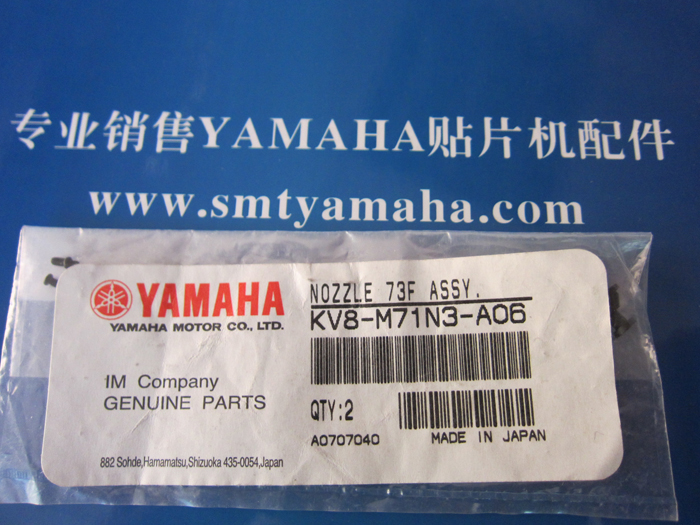 专业销售YAMAHA贴片机配件
www.smtyamaha.com
YAMAHA
YAMAHA MOTOR CO., LTD.
IM Company
GENUINE PARTS
882 Sohde,Hamamatsu,Shizuoka 435-0054,Japan
NOZZLE 73F ASSY.
KV8-M71N3-A06
QTY:2
A0707040
MADE IN JAPAN